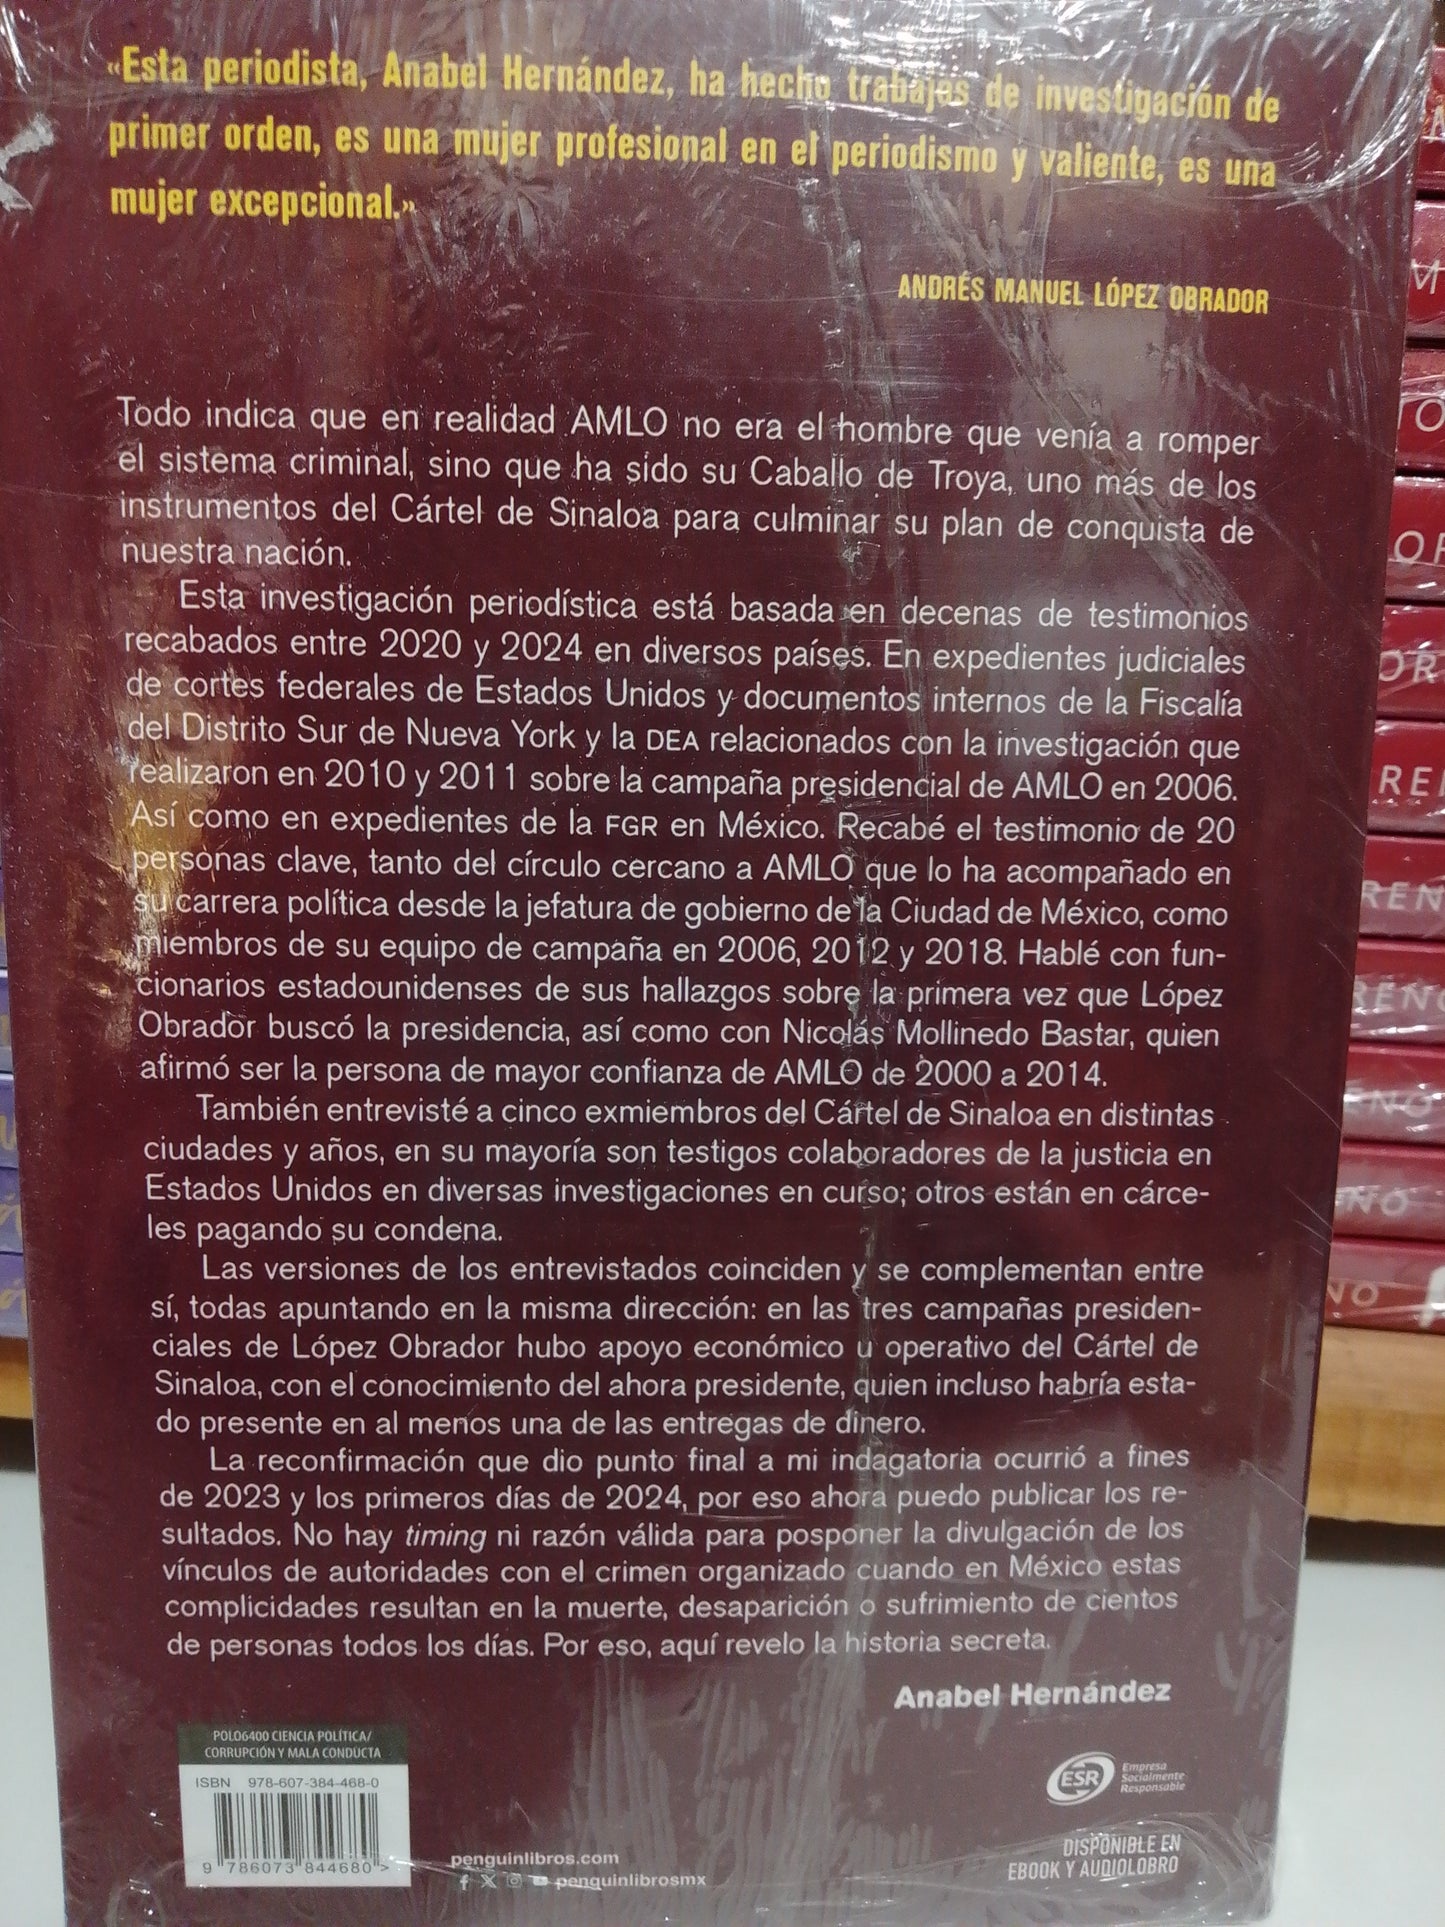 «Esta periodista, Anabel Hernández, ha hecho trabajos de investigación de
primer orden, es una mujer profesional en el periodismo y valiente, es una
mujer excepcional.»
ANDRÉS MANUEL LÓPEZ OBRADOR
Todo indica que en realidad AMLO no era el hombre que venía a romper
el sistema criminal, sino que ha sido su Caballo de Troya, uno más de los
instrumentos del Cártel de Sinaloa para culminar su plan de conquista de
nuestra nación.
Esta investigación periodística está basada en decenas de testimonios
recabados entre 2020 y 2024 en diversos países. En expedientes judiciales
de cortes federales de Estados Unidos y documentos internos de la Fiscalía
del Distrito Sur de Nueva York y la DEA relacionados con la investigación que
realizaron en 2010 y 2011 sobre la campaña presidencial de AMLO en 2006.
Así como en expedientes de la FGR en México. Recabé el testimonio de 20
personas clave, tanto del círculo cercano a AMLO que lo ha acompañado en
su carrera política desde la jefatura de gobierno de la Ciudad de México, como
miembros de su equipo de campaña en 2006, 2012 y 2018. Hablé con fun-
cionarios estadounidenses de sus hallazgos sobre la primera vez que López
Obrador buscó la presidencia, así como con Nicolás Mollinedo Bastar, quien
afirmó ser la persona de mayor confianza de AMLO de 2000 a 2014.
También entrevisté a cinco exmiembros del Cártel de Sinaloa en distintas
ciudades y años, en su mayoría son testigos colaboradores de la justicia en
Estados Unidos en diversas investigaciones en curso; otros están en cárce-
les pagando su condena.
Las versiones de los entrevistados coinciden y se complementan entre
sí, todas apuntando en la misma dirección: en las tres campañas presiden-
ciales de López Obrador hubo apoyo económico u operativo del Cártel de
Sinaloa, con el conocimiento del ahora presidente, quien incluso habría esta-
do presente en al menos una de las entregas de dinero.
La reconfirmación que dio punto final a mi indagatoria ocurrió a fines
de 2023 y los primeros días de 2024, por eso ahora puedo publicar los re-
sultados. No hay timing ni razón válida para posponer la divulgación de los
vínculos de autoridades con el crimen organizado cuando en México estas
complicidades resultan en la muerte, desaparición o sufrimiento de cientos
de personas todos los días. Por eso, aquí revelo la historia secreta.
Anabel Hernández
POL06400 CIENCIA POLÍTICA/
CORRUPCIÓN Y MALA CONDUCTA
ISBN 978-607-384-468-0
9 786073 844680 >
penguinlibros.com
penguinlibrosmx
ESR
Empresa
Socialmente
Responsable
DISPONIBLE EN
EBOOK Y AUDIOLOBRO